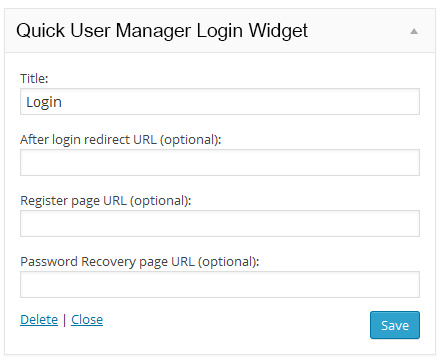 Quick User Manager Login Widget
Title:
Login
After login redirect URL (optional):
Register page URL (optional):
Password Recovery page URL (optional):
Delete | Close
Save